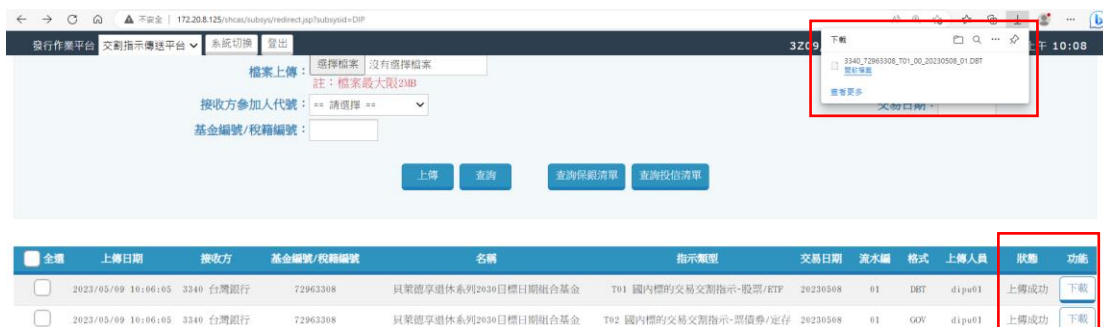 不安全 | 172.20.8.125/shcas/subsys/redirect.jsp?subsysid=DIP
發行作業平台 交割指示傳送平台 系統切換 登出 3Z09 午 10:08
下載
3340_72963308_T01_00_20230508_01.DBT
開啟檔案
查看更多
檔案上傳： 選擇檔案 沒有選擇檔案
註：檔案最大限2MB
接收方參加人代號： == 請選擇 == 交易日期：
基金編號/稅籍編號：
上傳 查詢 查詢保銀清單 查詢投信清單
全選 上傳日期 接收方 基金編號/稅籍編號 名稱 指示類型 交易日期 流水編 格式 上傳人員 狀態 功能
2023/05/09 10:06:05 3340 台灣銀行 72963308 貝萊德享退休系列2030目標日期組合基金 T01 國內標的交易交割指示-股票/ETF 20230508 01 DBT dipu01 上傳成功 下載
2023/05/09 10:06:05 3340 台灣銀行 72963308 貝萊德享退休系列2030目標日期組合基金 T02 國內標的交易交割指示-票債券/定存 20230508 01 GOV dipu01 上傳成功 下載